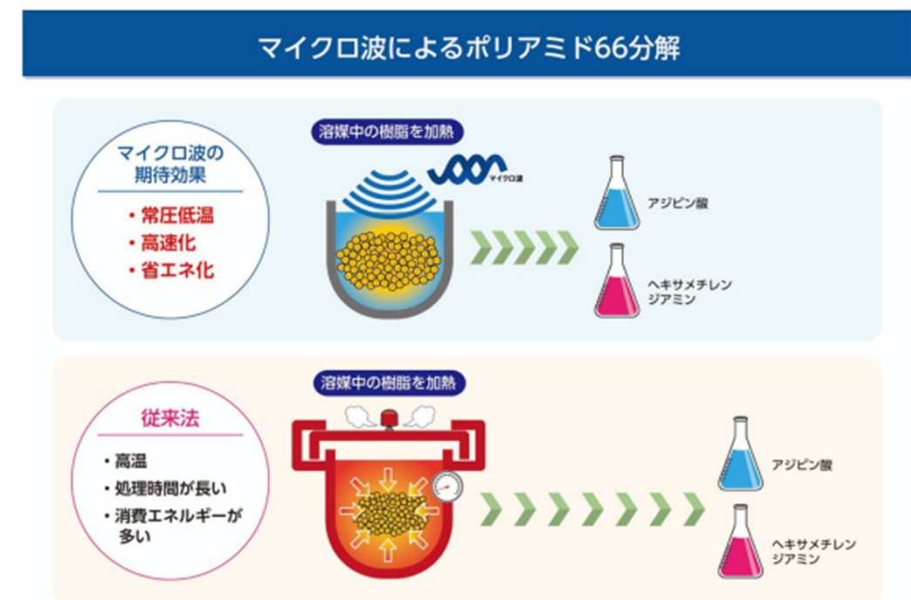 マイクロ波によるポリアミド66分解
マイクロ波の
期待効果
・常圧低温
・高速化
・省エネ化
溶媒中の樹脂を加熱
マイクロ波
アジピン酸
ヘキサメチレン
ジアミン
従来法
・高温
・処理時間が長い
・消費エネルギーが
多い
溶媒中の樹脂を加熱
アジピン酸
ヘキサメチレン
ジアミン